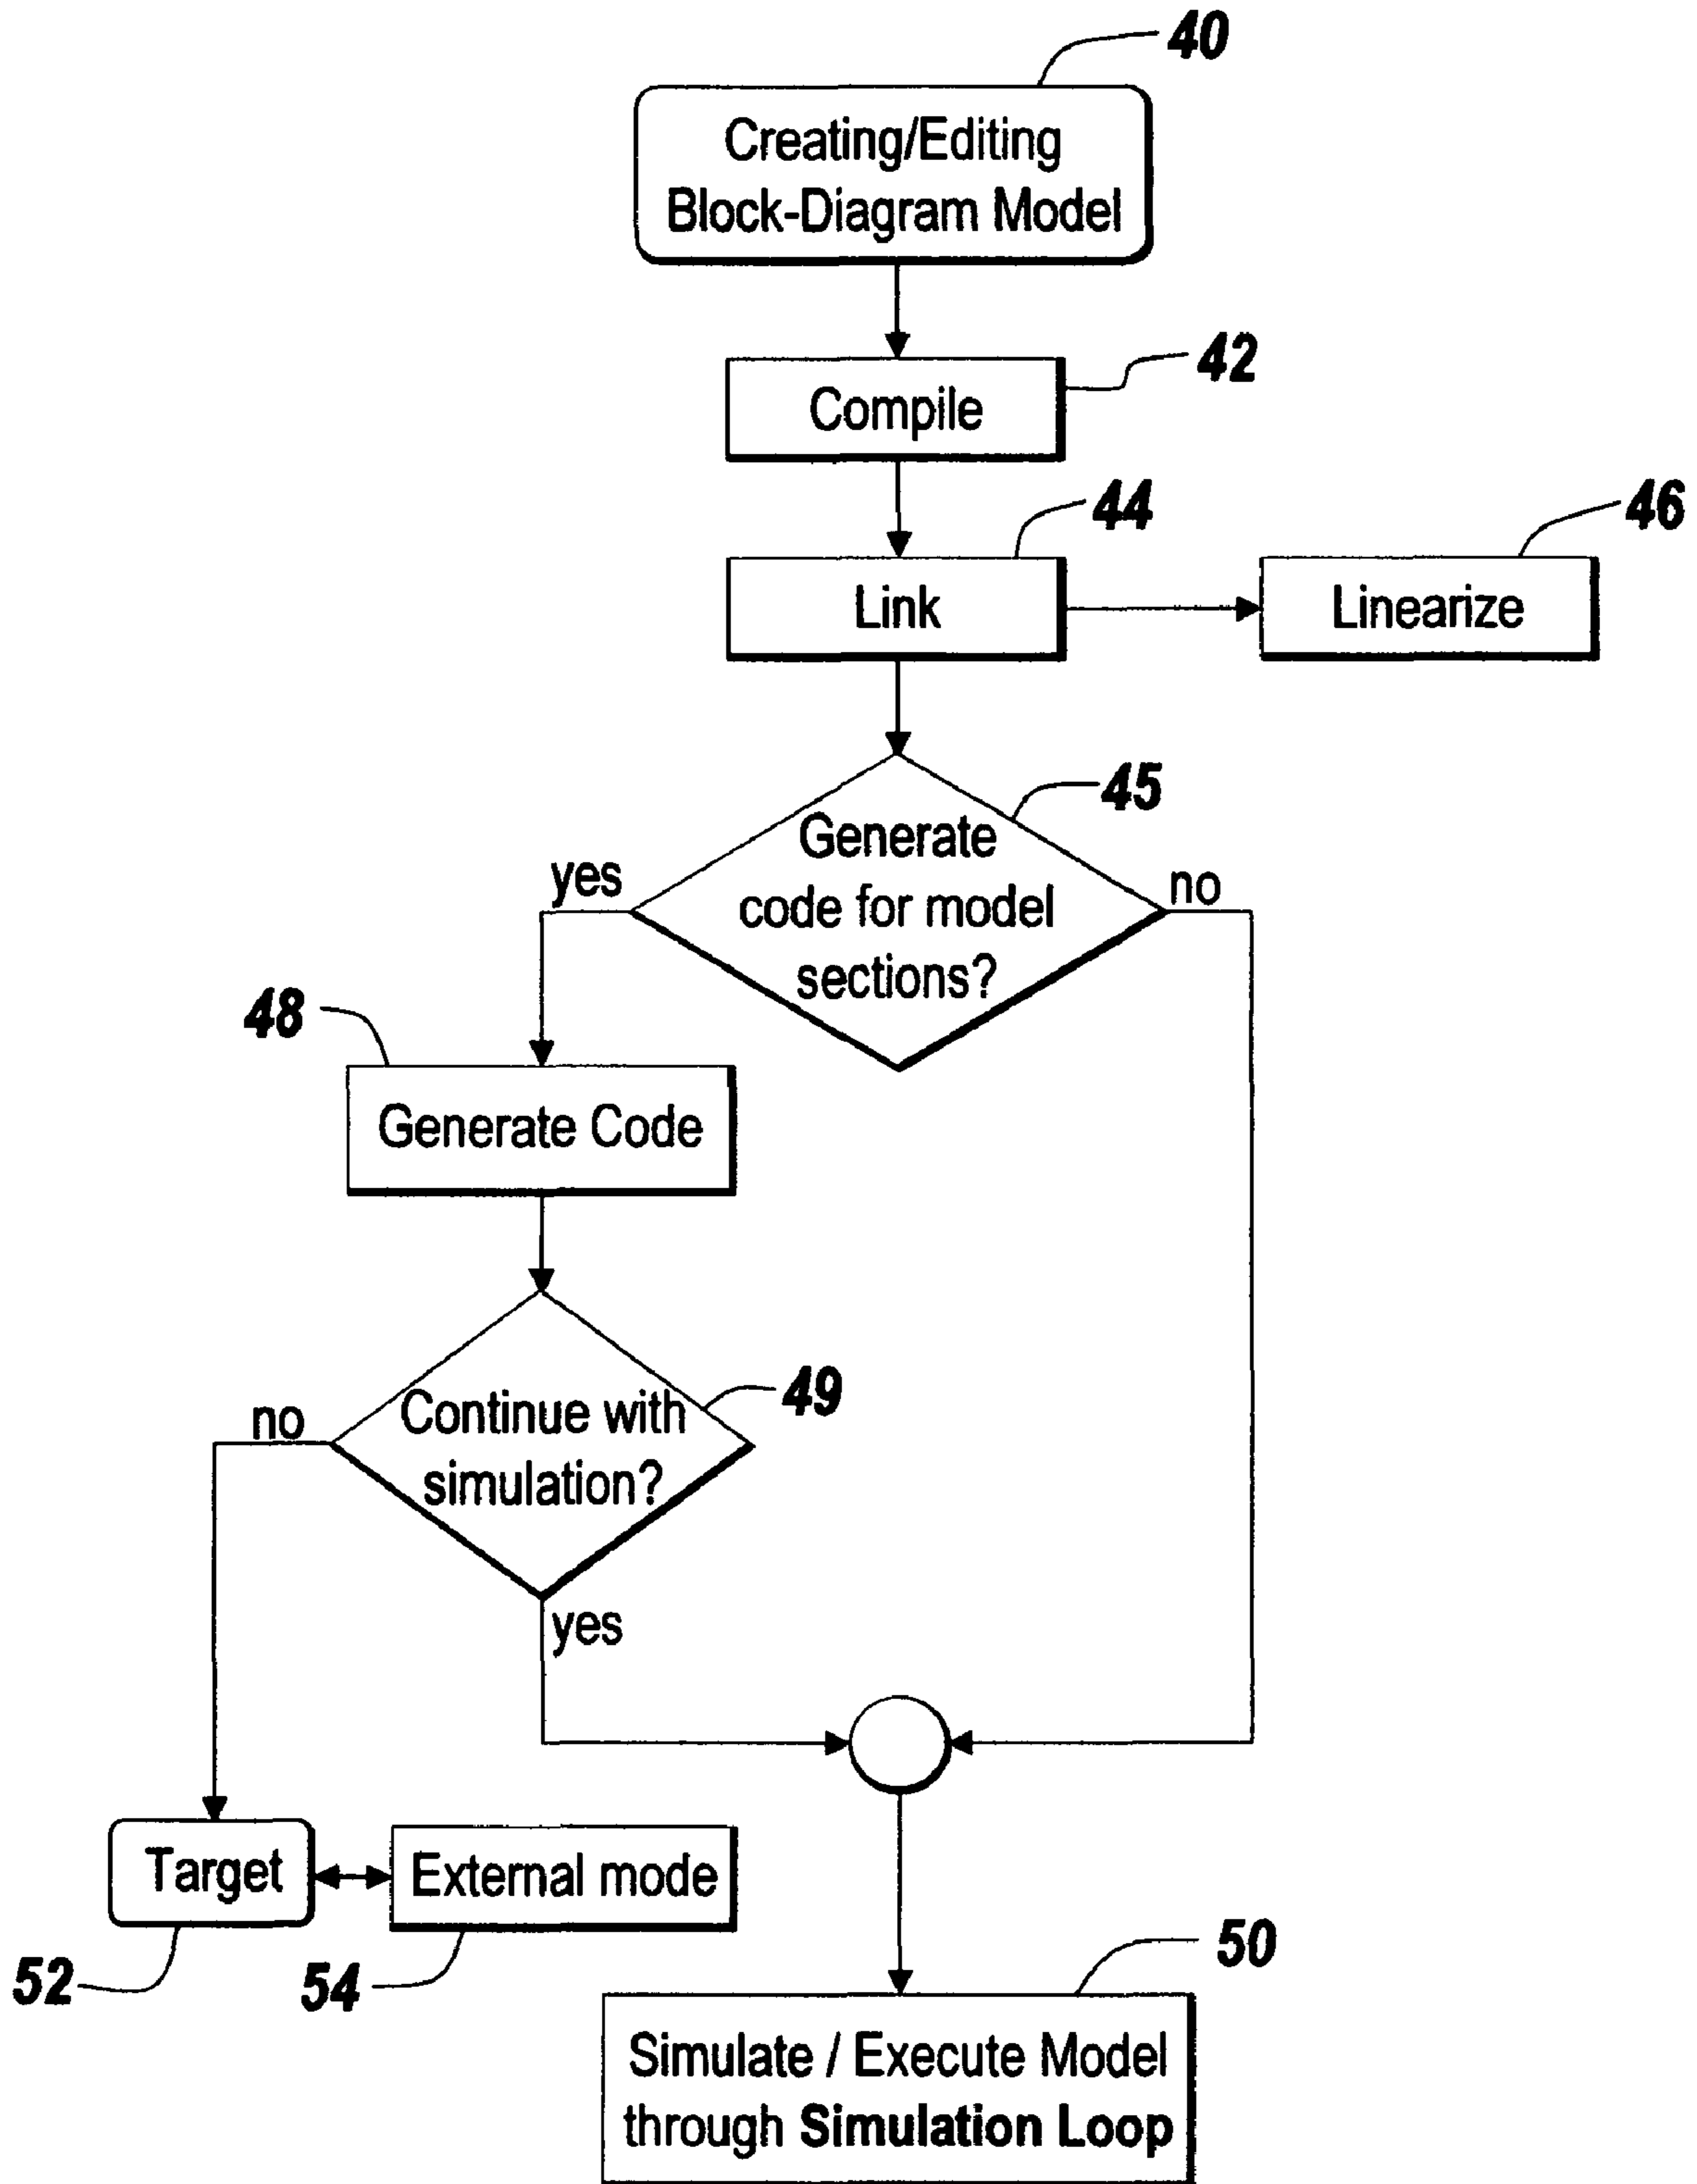 40
Creating/Editing
Block-Diagram Model
42
Compile
44
46
Link
Linearize
45
Generate
code for model
sections?
yes
no
48
Generate Code
49
Continue with
simulation?
no
yes
Target
External mode
52
54
50
Simulate / Execute Model
through Simulation Loop